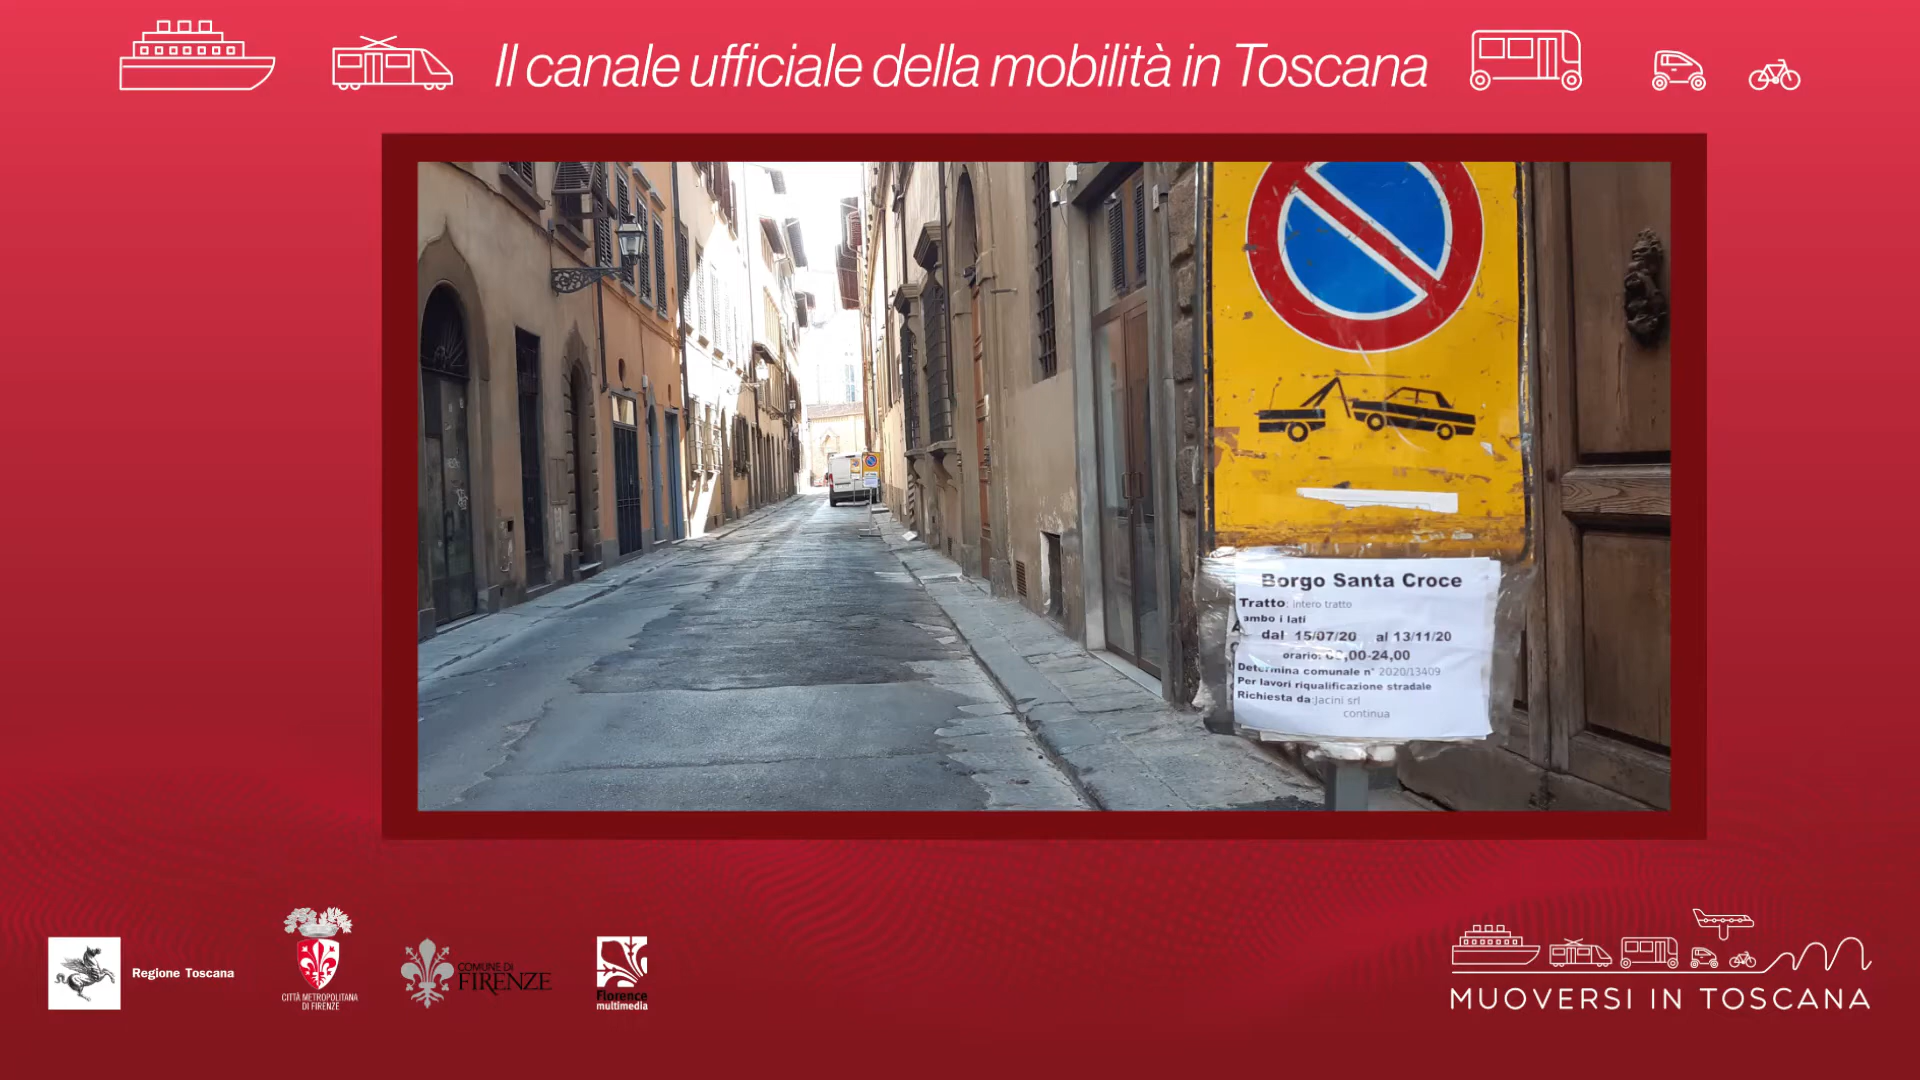 Il canale ufficiale della mobilità in Toscana
Borgo Santa Croce
Tratto: intero tratto
ambo i lati
dal 15/07/20 al 13/11/20
orario: ,00-24,00
Determina comunale n° 2020/13409
Per lavori riqualificazione stradale
Richiesta da: Jacini srl
continua
Regione Toscana
CITTÀ METROPOLITANA
DI FIRENZE
COMUNE DI
FIRENZE
Florence
multimedia
MUOVERSI IN TOSCANA